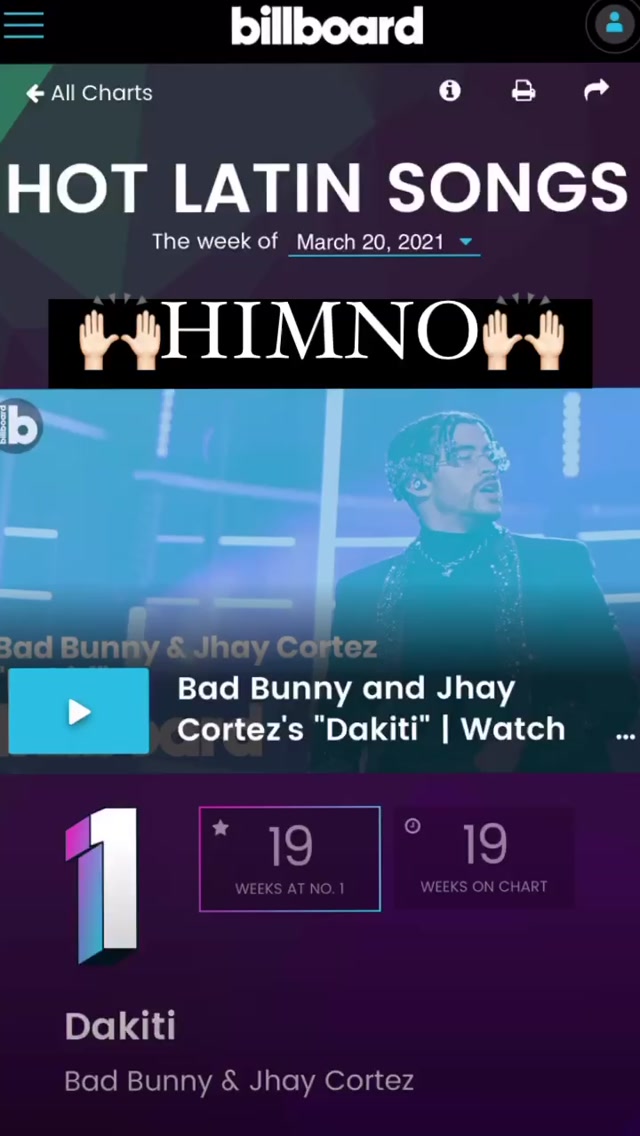 billboard
All Charts
HOT LATIN SONGS
The week of March 20, 2021
🙌🏻HIMNO🙌🏻
billboard b
Bad Bunny & Jhay Cortez
Bad Bunny and Jhay
Cortez's "Dakiti" | Watch ...
1
19
WEEKS AT NO. 1
19
WEEKS ON CHART
Dakiti
Bad Bunny & Jhay Cortez